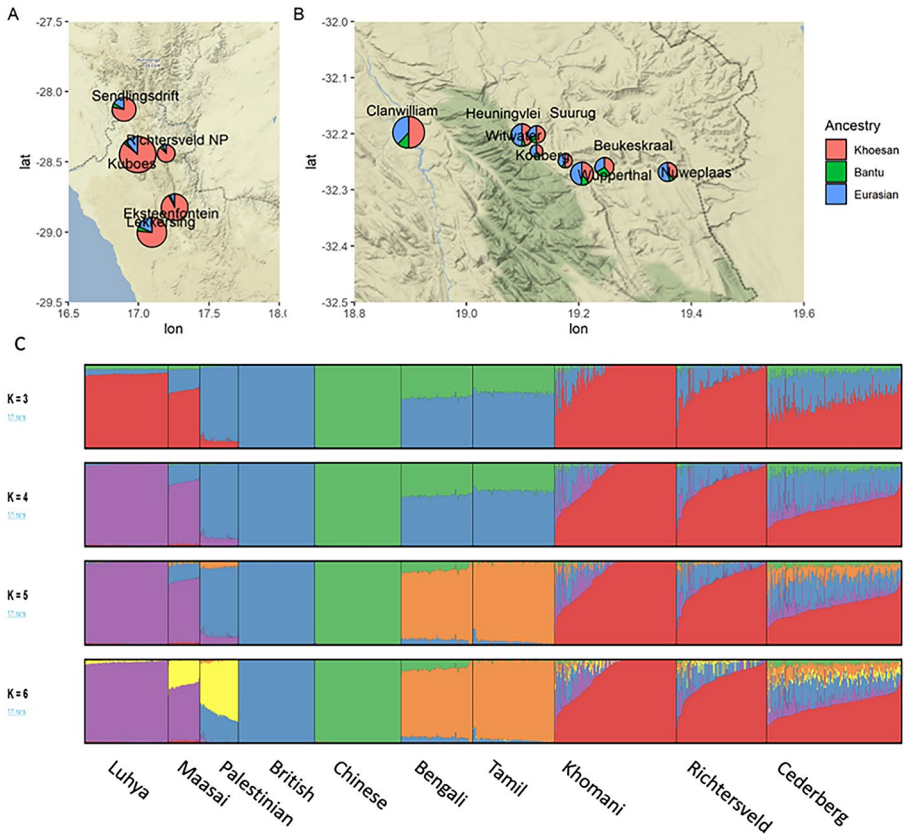 A
B
-27.5
-28.0
-28.5
-29.0
-29.5
lat
Sendlingsdrift
Richtersveld NP
Kuboes
Eksteenfontein
Lekkersing
16.5 17.0 17.5 18.(
lon
-32.0
-32.1
-32.2
-32.3
-32.4
-32.5
lat
Clanwilliam
Heuningvlei Suurug
Witwater
Koaberg
Beukeskraal
Wupperthal
Nuweplaas
18.8 19.0 19.2 19.4 19.6
lon
Ancestry
Khoesan
Bantu
Eurasian
C
K = 3
K = 4
K = 5
K = 6
Luhya
Maasai
Palestinian
British
Chinese
Bengali
Tamil
Khomani
Richtersveld
Cederberg